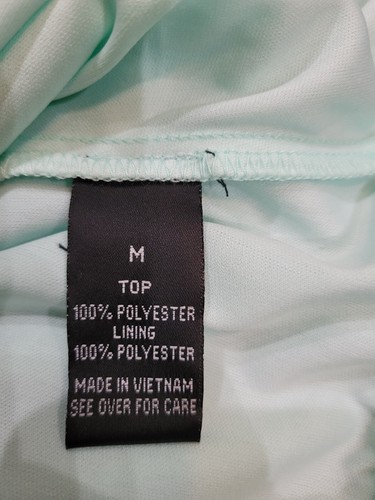 M
TOP
100% POLYESTER
LINING
100% POLYESTER
MADE IN VIETNAM
SEE OVER FOR CARE